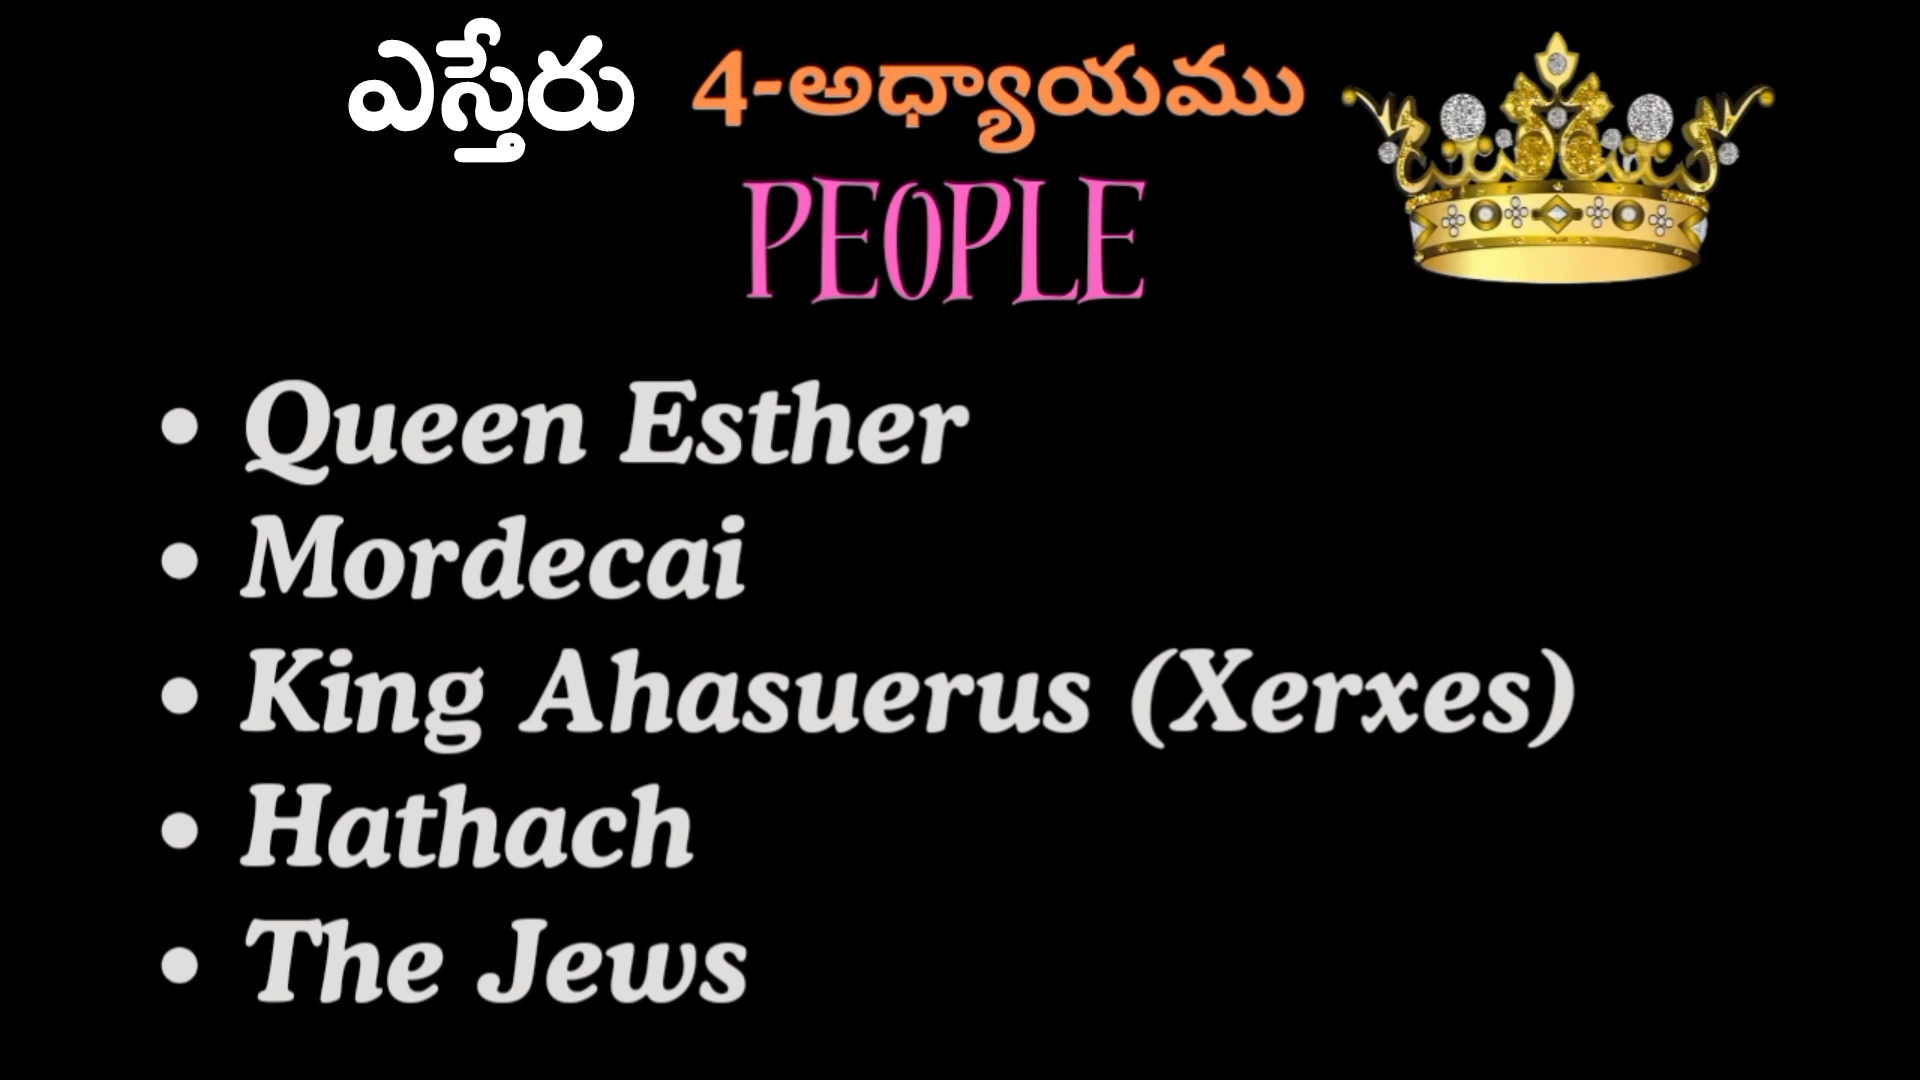 ఎస్తేరు 4-అధ్యాయము
PEOPLE
• Queen Esther
• Mordecai
• King Ahasuerus (Xerxes)
• Hathach
• The Jews